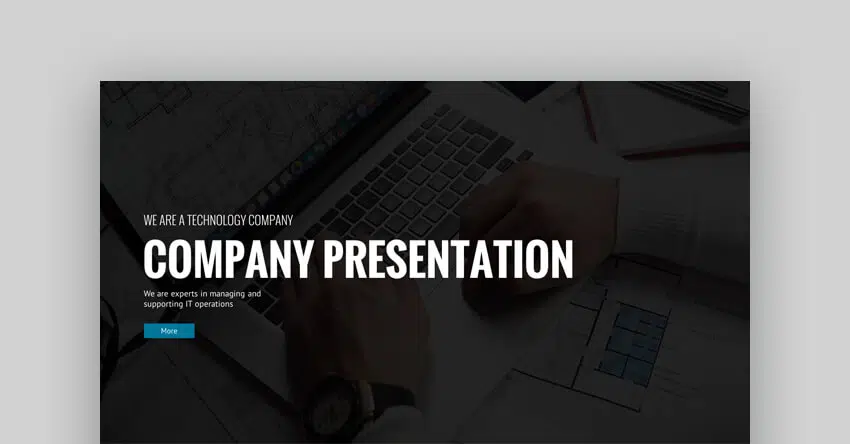 WE ARE A TECHNOLOGY COMPANY
COMPANY PRESENTATION
We are experts in managing and
supporting IT operations
More